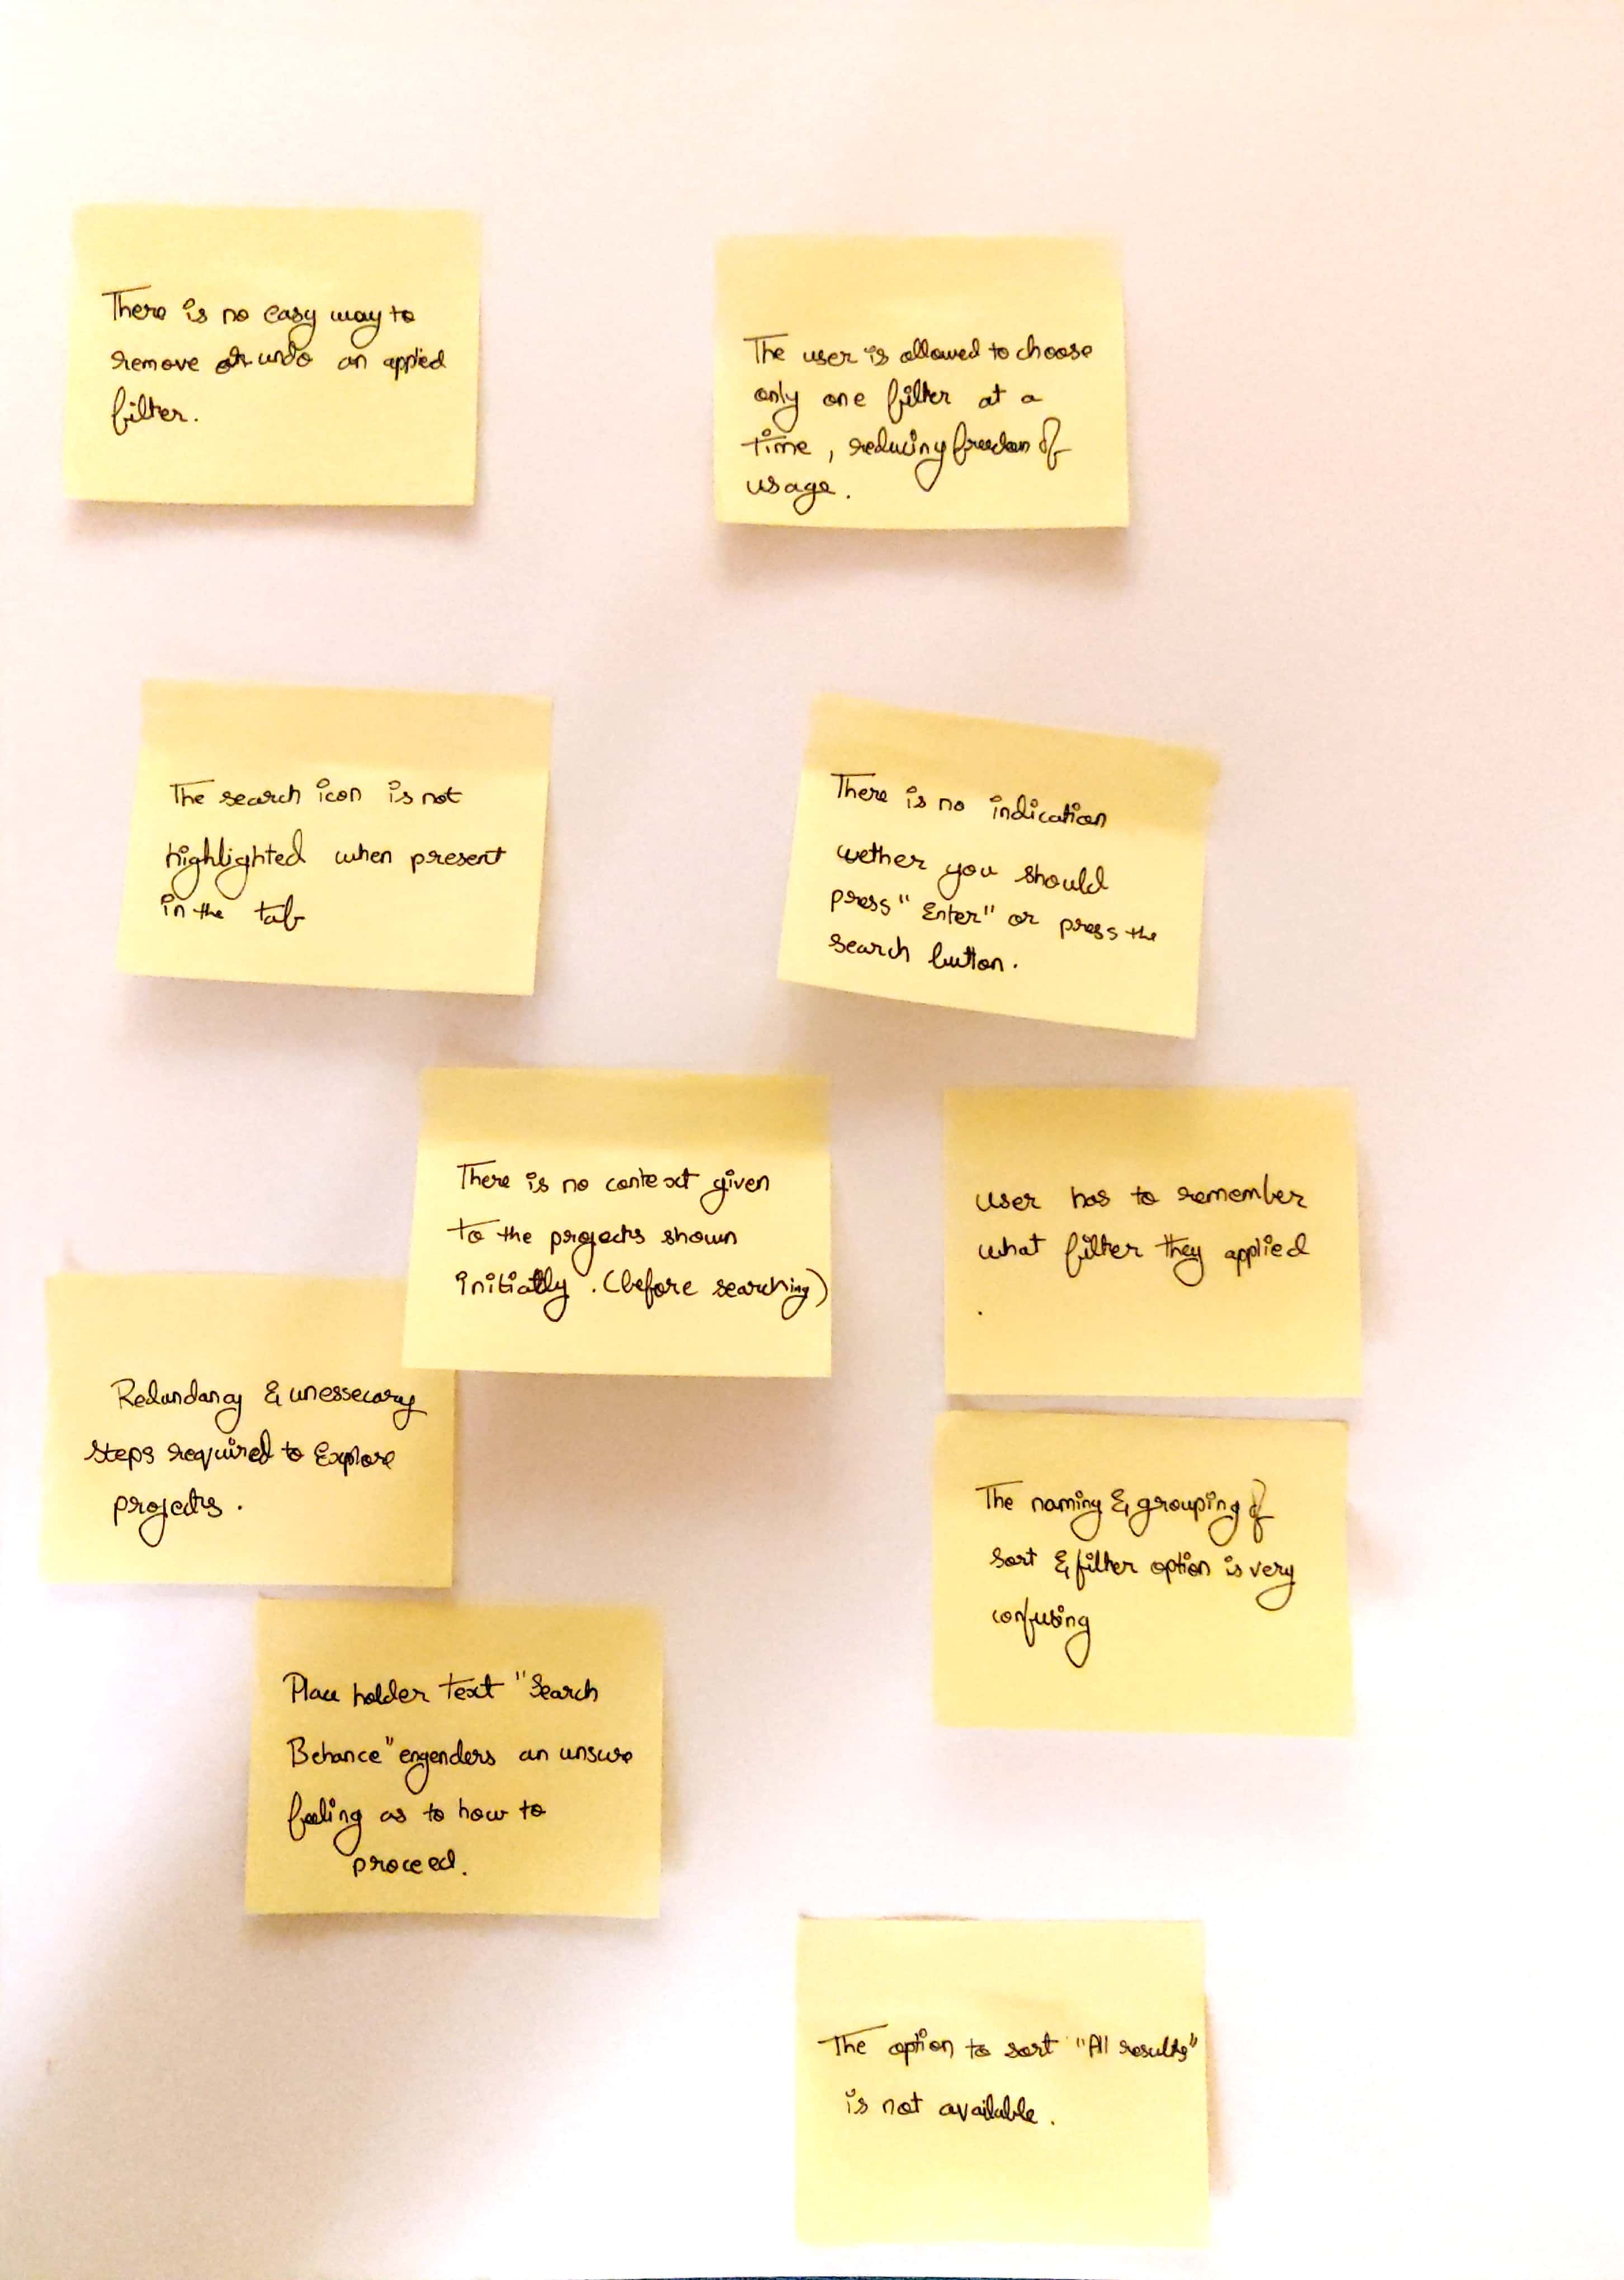 There is no easy way to
remove or undo an applied
filter.
The user is allowed to choose
only one filter at a
time, reducing freedom of
usage.
The search icon is not
highlighted when present
in the tab
There is no indication
wether you should
press "Enter" or press the
search button.
There is no context given
to the projects shown
initially. (before searching)
User has to remember
what filter they applied
.
Redundancy & unessecary
steps required to Explore
projects.
The naming & grouping of
sort & filter option is very
confusing
Place holder text "Search
Behance" engenders an unsure
feeling as to how to
proceed.
The option to sort "All results"
is not available.